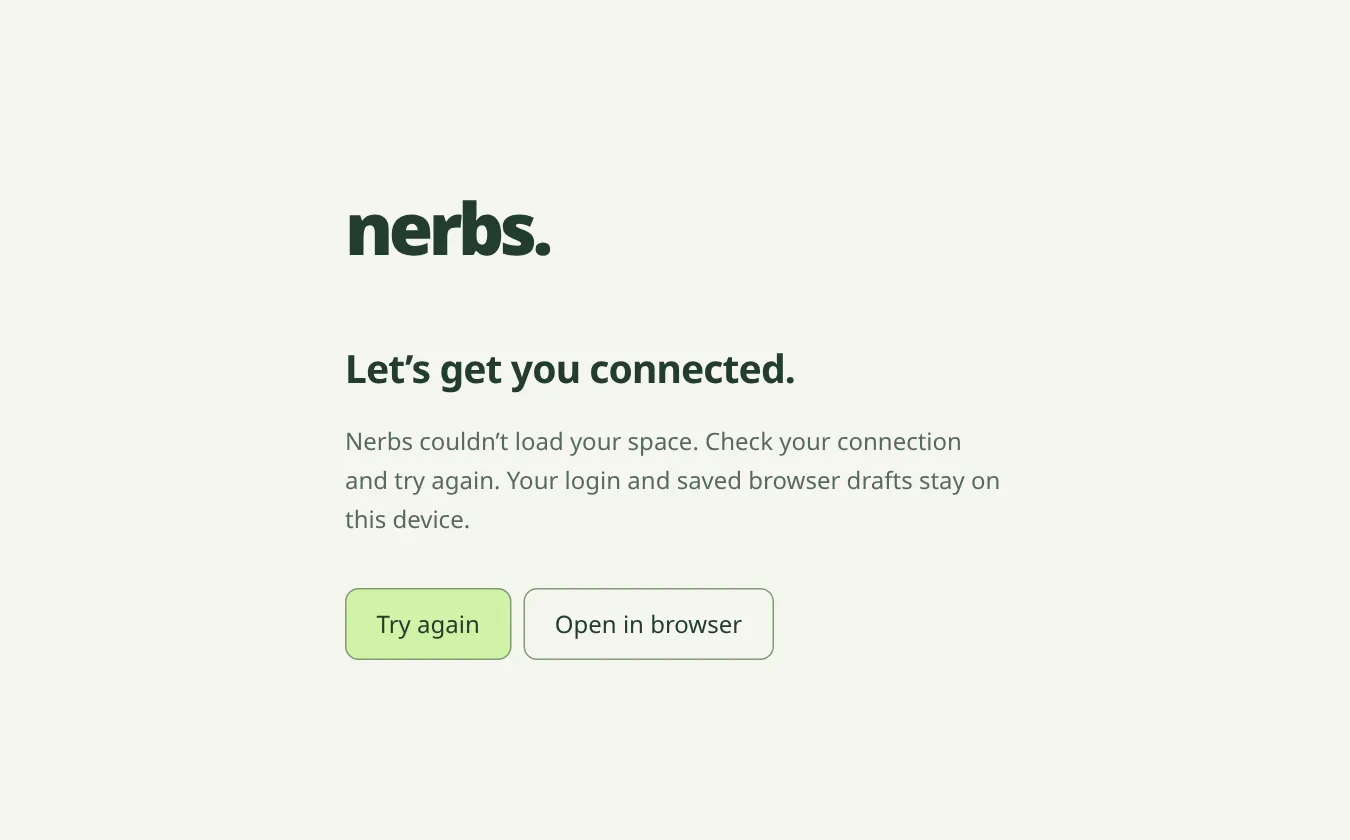 nerbs.
Let’s get you connected.
Nerbs couldn’t load your space. Check your connection
and try again. Your login and saved browser drafts stay on
this device.
Try again
Open in browser